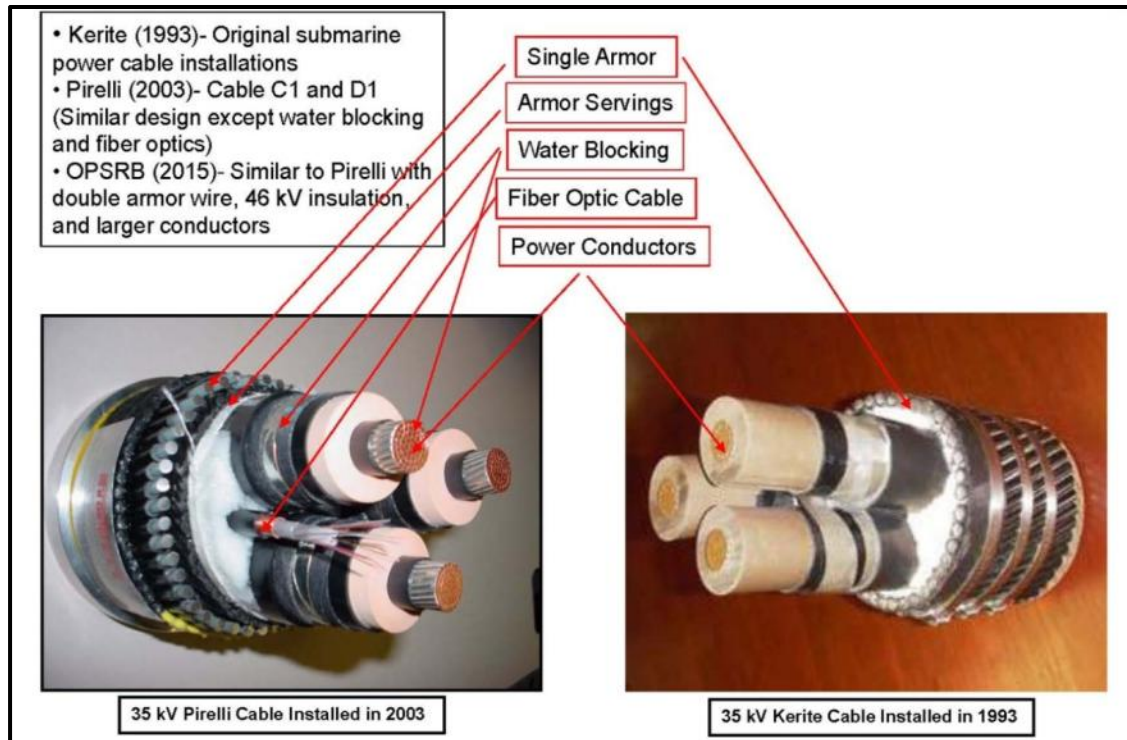 • Kerite (1993)- Original submarine
power cable installations
• Pirelli (2003)- Cable C1 and D1
(Similar design except water blocking
and fiber optics)
• OPSRB (2015)- Similar to Pirelli with
double armor wire, 46 kV insulation,
and larger conductors
Single Armor
Armor Servings
Water Blocking
Fiber Optic Cable
Power Conductors
35 kV Pirelli Cable Installed in 2003
35 kV Kerite Cable Installed in 1993